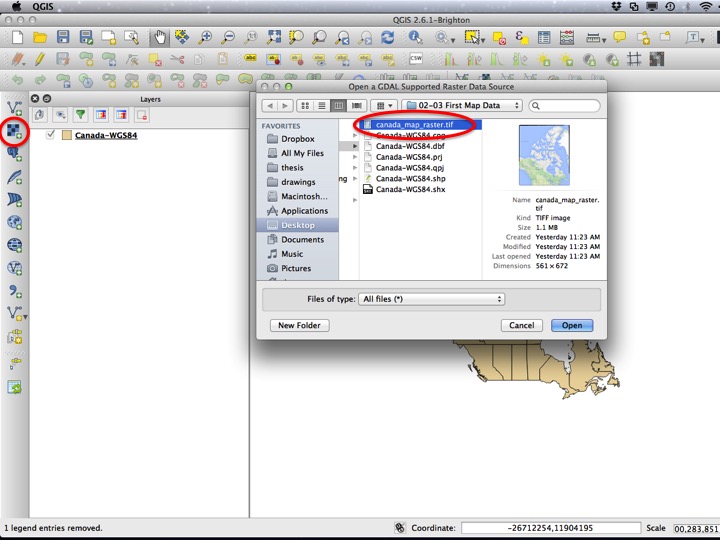 QGIS
QGIS 2.6.1-Brighton
Layers
Canada-WGS84
Open a GDAL Supported Raster Data Source
02-03 First Map Data
FAVORITES
Dropbox
All My Files
thesis
drawings
Macintosh...
Applications
Desktop
Documents
Music
Pictures
ng
canada_map_raster.tif
Canada-WGS84.cpg
Canada-WGS84.dbf
Canada-WGS84.prj
Canada-WGS84.qpj
Canada-WGS84.shp
Canada-WGS84.shx
Name canada_map_raster.
tif
Kind TIFF image
Size 1.1 MB
Created Yesterday 11:23 AM
Modified Yesterday 11:23 AM
Last opened Yesterday 11:23 AM
Dimensions 561 × 672
Files of type: All files (*)
New Folder
Cancel
Open
1 legend entries removed.
Coordinate: -26712254,11904195
Scale 00,283,851